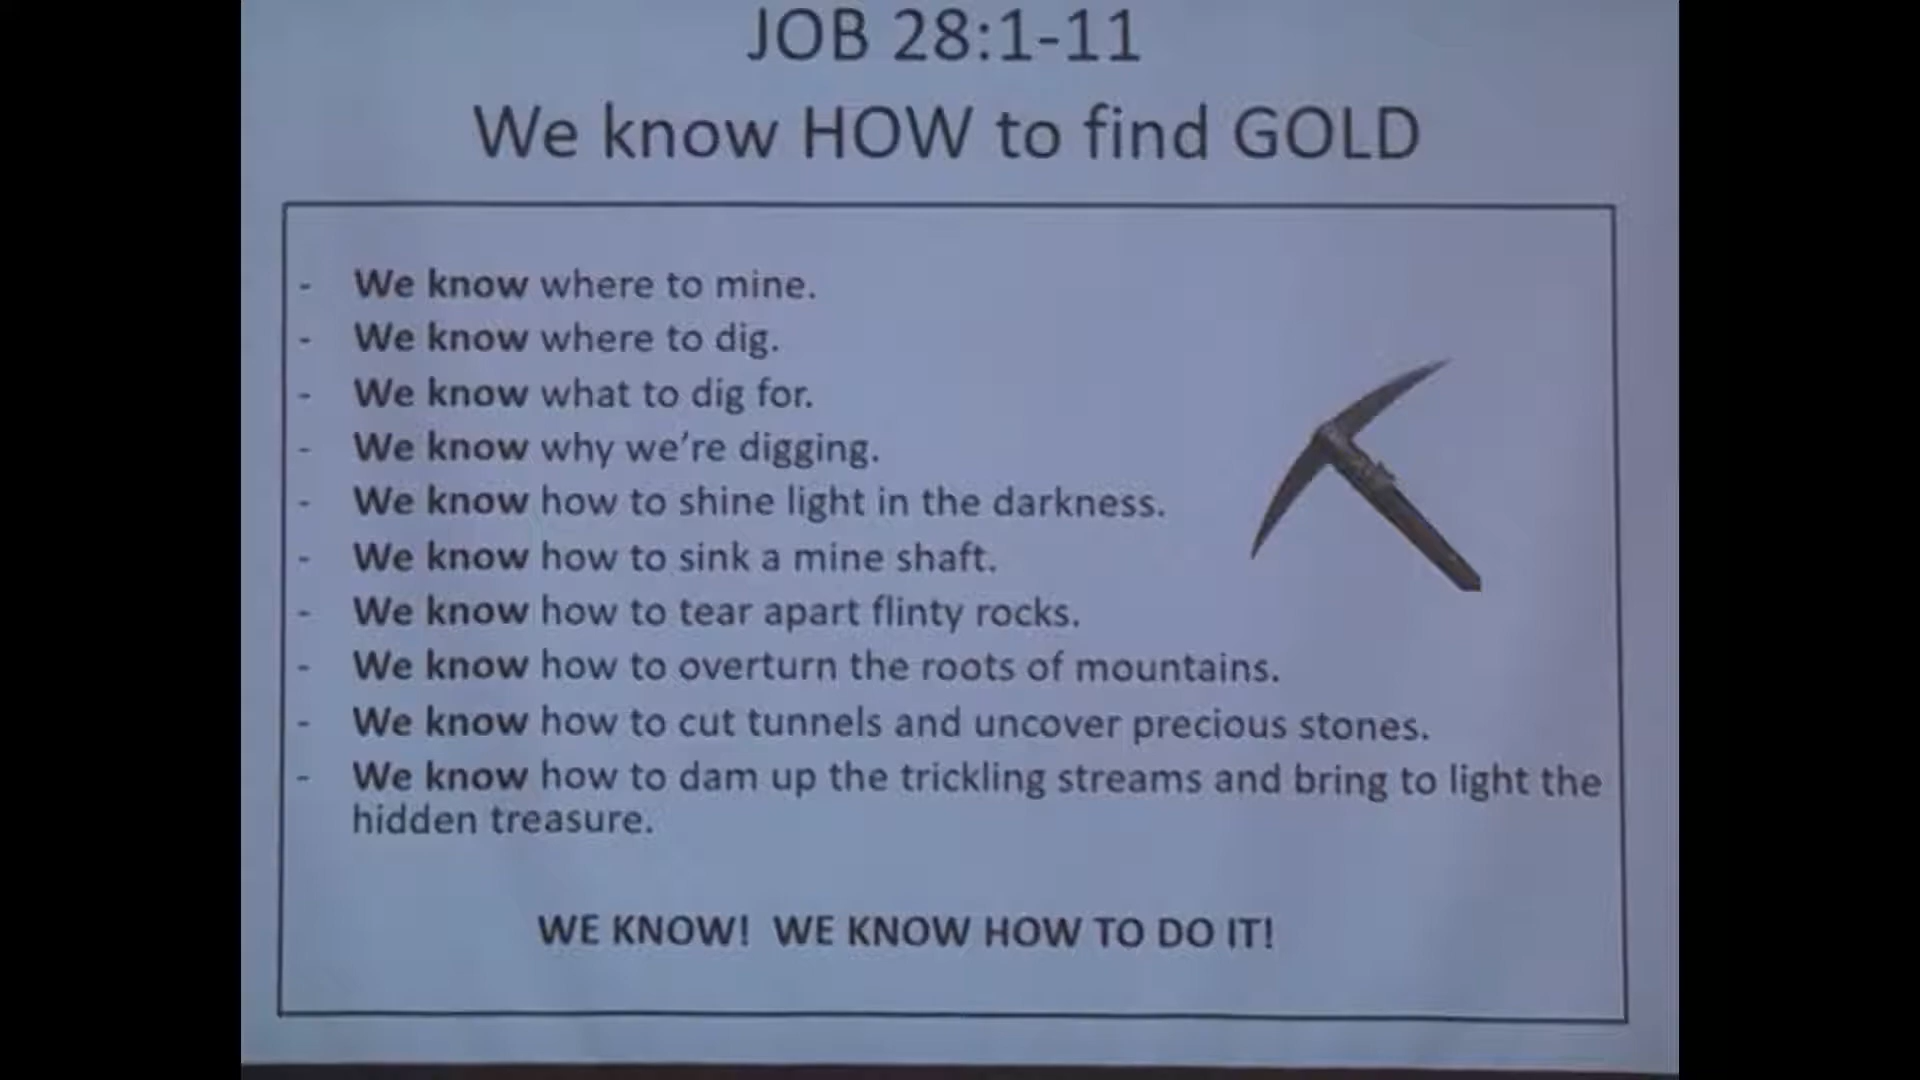 JOB 28:1-11
We know HOW to find GOLD
- We know where to mine.
- We know where to dig.
- We know what to dig for.
- We know why we're digging.
- We know how to shine light in the darkness.
- We know how to sink a mine shaft.
- We know how to tear apart flinty rocks.
- We know how to overturn the roots of mountains.
- We know how to cut tunnels and uncover precious stones.
- We know how to dam up the trickling streams and bring to light the
hidden treasure.
WE KNOW! WE KNOW HOW TO DO IT!